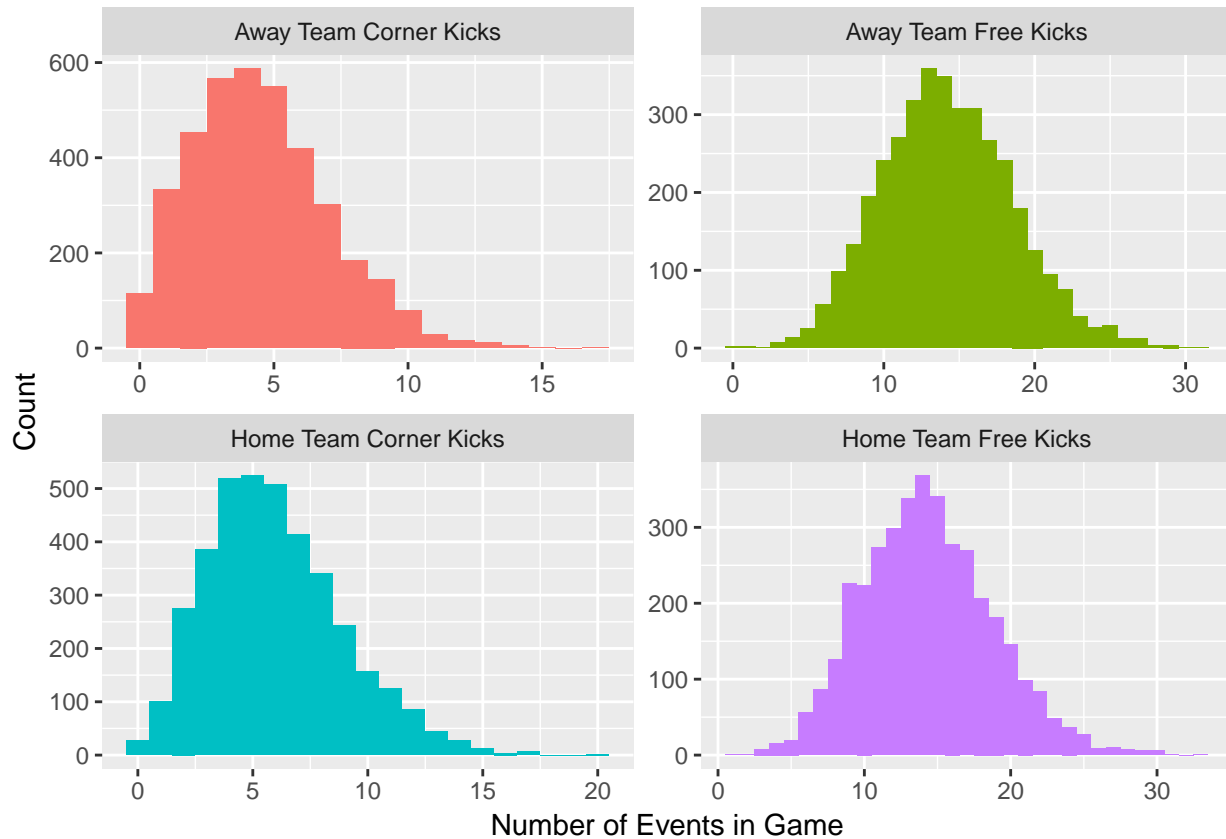 Away Team Corner Kicks
Away Team Free Kicks
600
400
200
0
300
200
100
0
0 5 10 15
0 10 20 30
Home Team Corner Kicks
Home Team Free Kicks
500
400
300
200
100
0
300
200
100
0
0 5 10 15 20
0 10 20 30
Count
Number of Events in Game